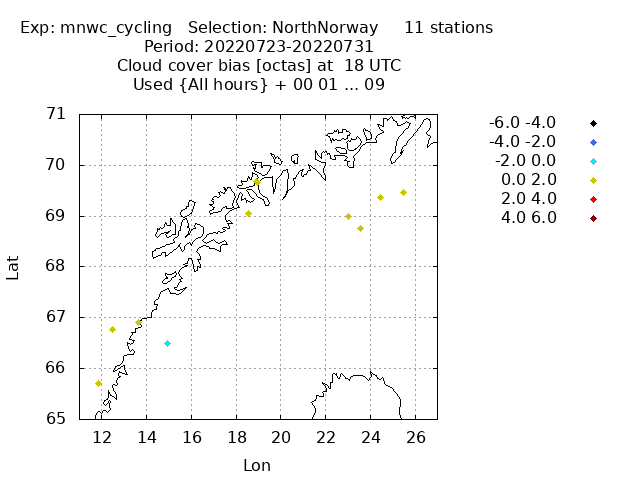 Exp: mnwc_cycling   Selection: NorthNorway     11 stations
Period: 20220723-20220731
Cloud cover bias [octas] at  18 UTC
Used {All hours} + 00 01 ... 09
-6.0 -4.0
-4.0 -2.0
-2.0 0.0
0.0 2.0
2.0 4.0
4.0 6.0
71
70
69
68
67
66
65
Lat
12 14 16 18 20 22 24 26
Lon